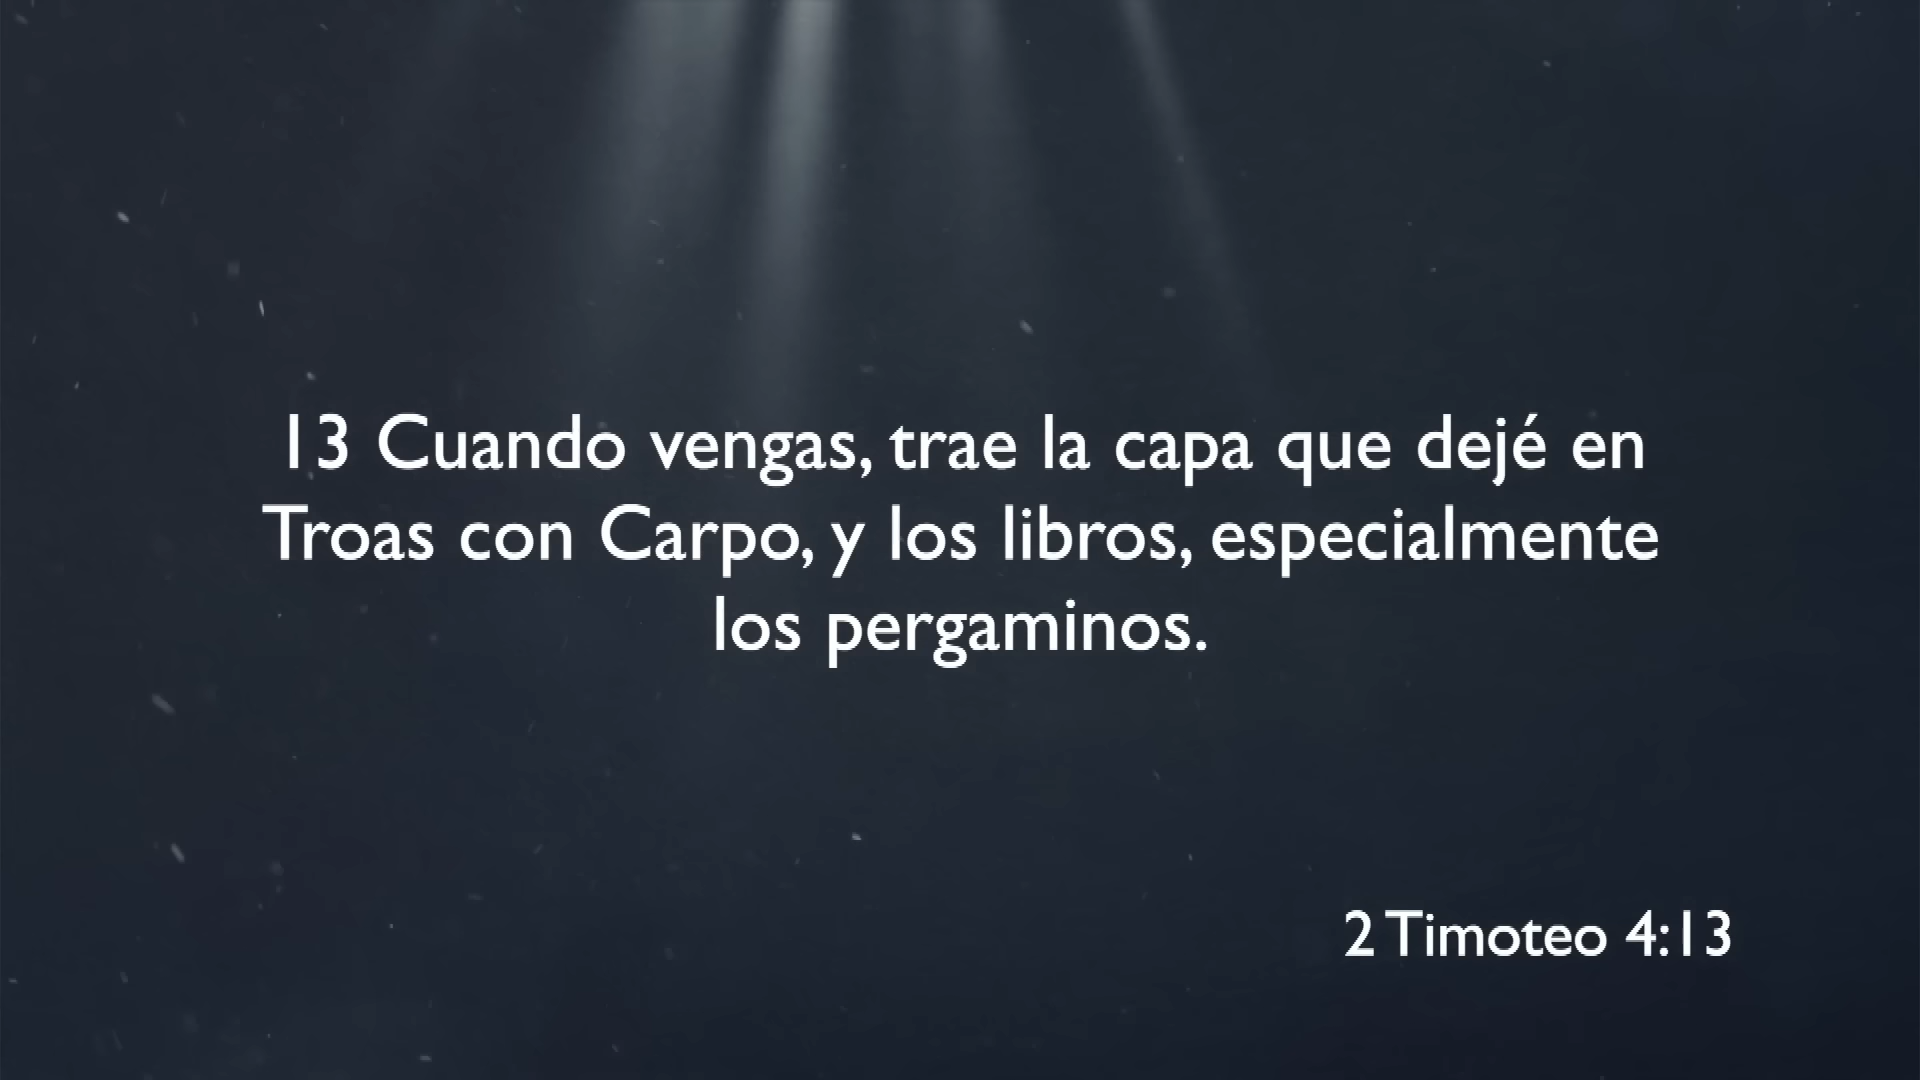 13 Cuando vengas, trae la capa que dejé en
Troas con Carpo, y los libros, especialmente
los pergaminos.
2 Timoteo 4:13